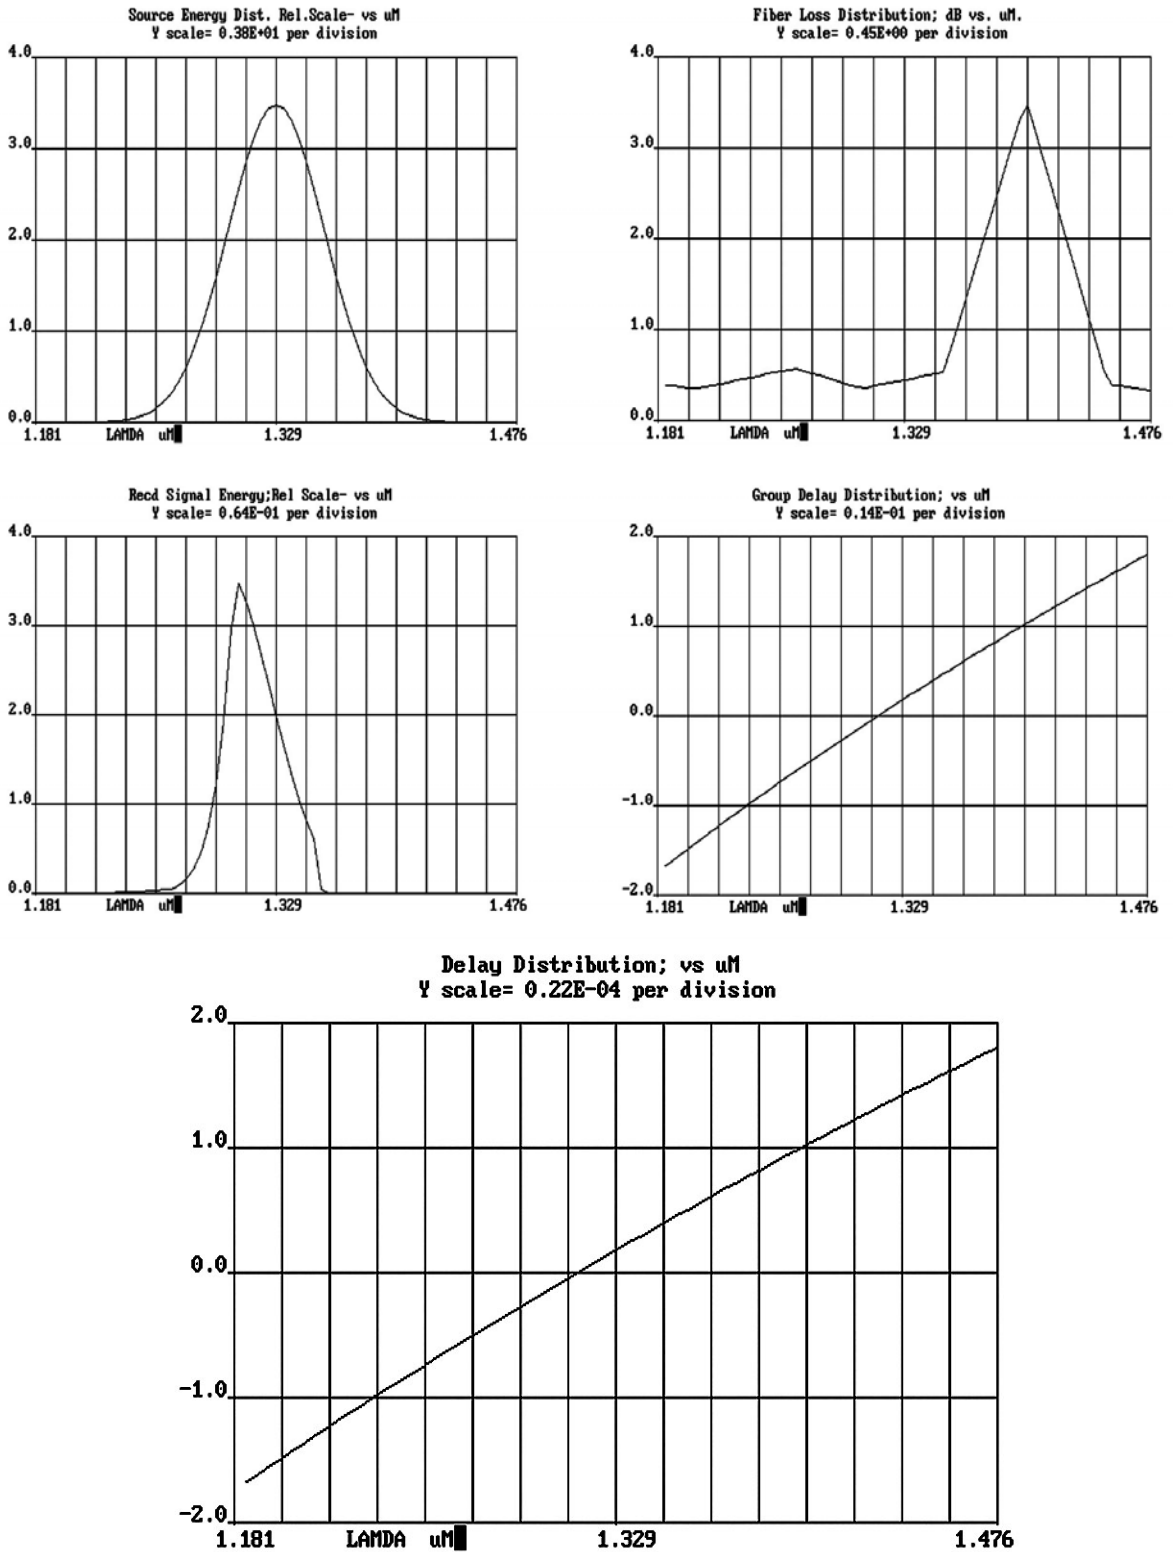 Source Energy Dist. Rel.Scale- vs uM
Y scale= 0.38E+01 per division
4.0
3.0
2.0
1.0
0.0
1.181 LAMDA uM 1.329 1.476
Fiber Loss Distribution; dB vs. uM.
Y scale= 0.45E+00 per division
4.0
3.0
2.0
1.0
0.0
1.181 LAMDA uM 1.329 1.476
Recd Signal Energy;Rel Scale- vs uM
Y scale= 0.64E-01 per division
4.0
3.0
2.0
1.0
0.0
1.181 LAMDA uM 1.329 1.476
Group Delay Distribution; vs uM
Y scale= 0.14E-01 per division
2.0
1.0
0.0
-1.0
-2.0
1.181 LAMDA uM 1.329 1.476
Delay Distribution; vs uM
Y scale= 0.22E-04 per division
2.0
1.0
0.0
-1.0
-2.0
1.181 LAMDA uM 1.329 1.476